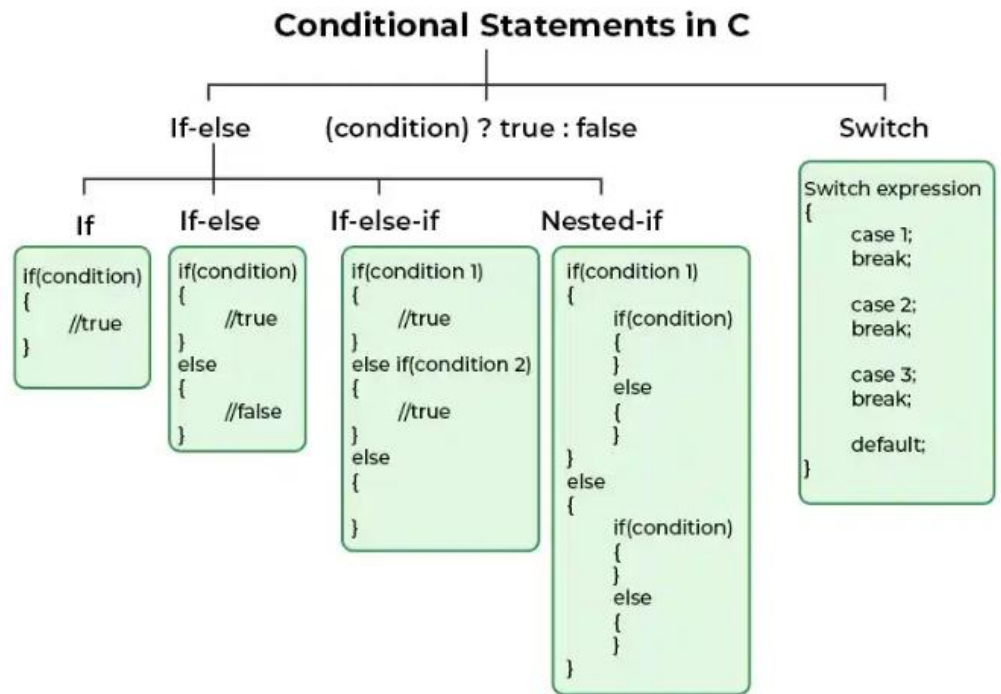 Conditional Statements in C
If-else
(condition) ? true : false
Switch
If
If-else
If-else-if
Nested-if
if(condition)
{
//true
}
if(condition)
{
//true
}
else
{
//false
}
if(condition 1)
{
//true
}
else if(condition 2)
{
//true
}
else
{
}
if(condition 1)
{
if(condition)
{
}
else
{
}
}
else
{
if(condition)
{
}
else
{
}
}
Switch expression
{
case 1;
break;
case 2;
break;
case 3;
break;
default;
}